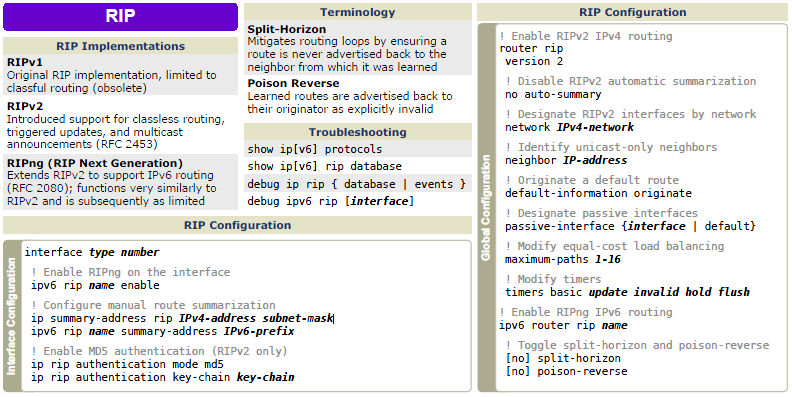 RIP
RIP Implementations
RIPv1
Original RIP implementation, limited to
classful routing (obsolete)
RIPv2
Introduced support for classless routing,
triggered updates, and multicast
announcements (RFC 2453)
RIPng (RIP Next Generation)
Extends RIPv2 to support IPv6 routing
(RFC 2080); functions very similarly to
RIPv2 and is subsequently as limited
Terminology
Split-Horizon
Mitigates routing loops by ensuring a
route is never advertised back to the
neighbor from which it was learned
Poison Reverse
Learned routes are advertised back to
their originator as explicitly invalid
Troubleshooting
show ip[v6] protocols
show ip[v6] rip database
debug ip rip { database | events }
debug ipv6 rip [interface]
RIP Configuration
Interface Configuration
interface type number
! Enable RIPng on the interface
ipv6 rip name enable
! Configure manual route summarization
ip summary-address rip IPv4-address subnet-mask
ipv6 rip name summary-address IPv6-prefix
! Enable MD5 authentication (RIPv2 only)
ip rip authentication mode md5
ip rip authentication key-chain key-chain
RIP Configuration
Global Configuration
! Enable RIPv2 IPv4 routing
router rip
version 2
! Disable RIPv2 automatic summarization
no auto-summary
! Designate RIPv2 interfaces by network
network IPv4-network
! Identify unicast-only neighbors
neighbor IP-address
! Originate a default route
default-information originate
! Designate passive interfaces
passive-interface {interface | default}
! Modify equal-cost load balancing
maximum-paths 1-16
! Modify timers
timers basic update invalid hold flush
! Enable RIPng IPv6 routing
ipv6 router rip name
! Toggle split-horizon and poison-reverse
[no] split-horizon
[no] poison-reverse